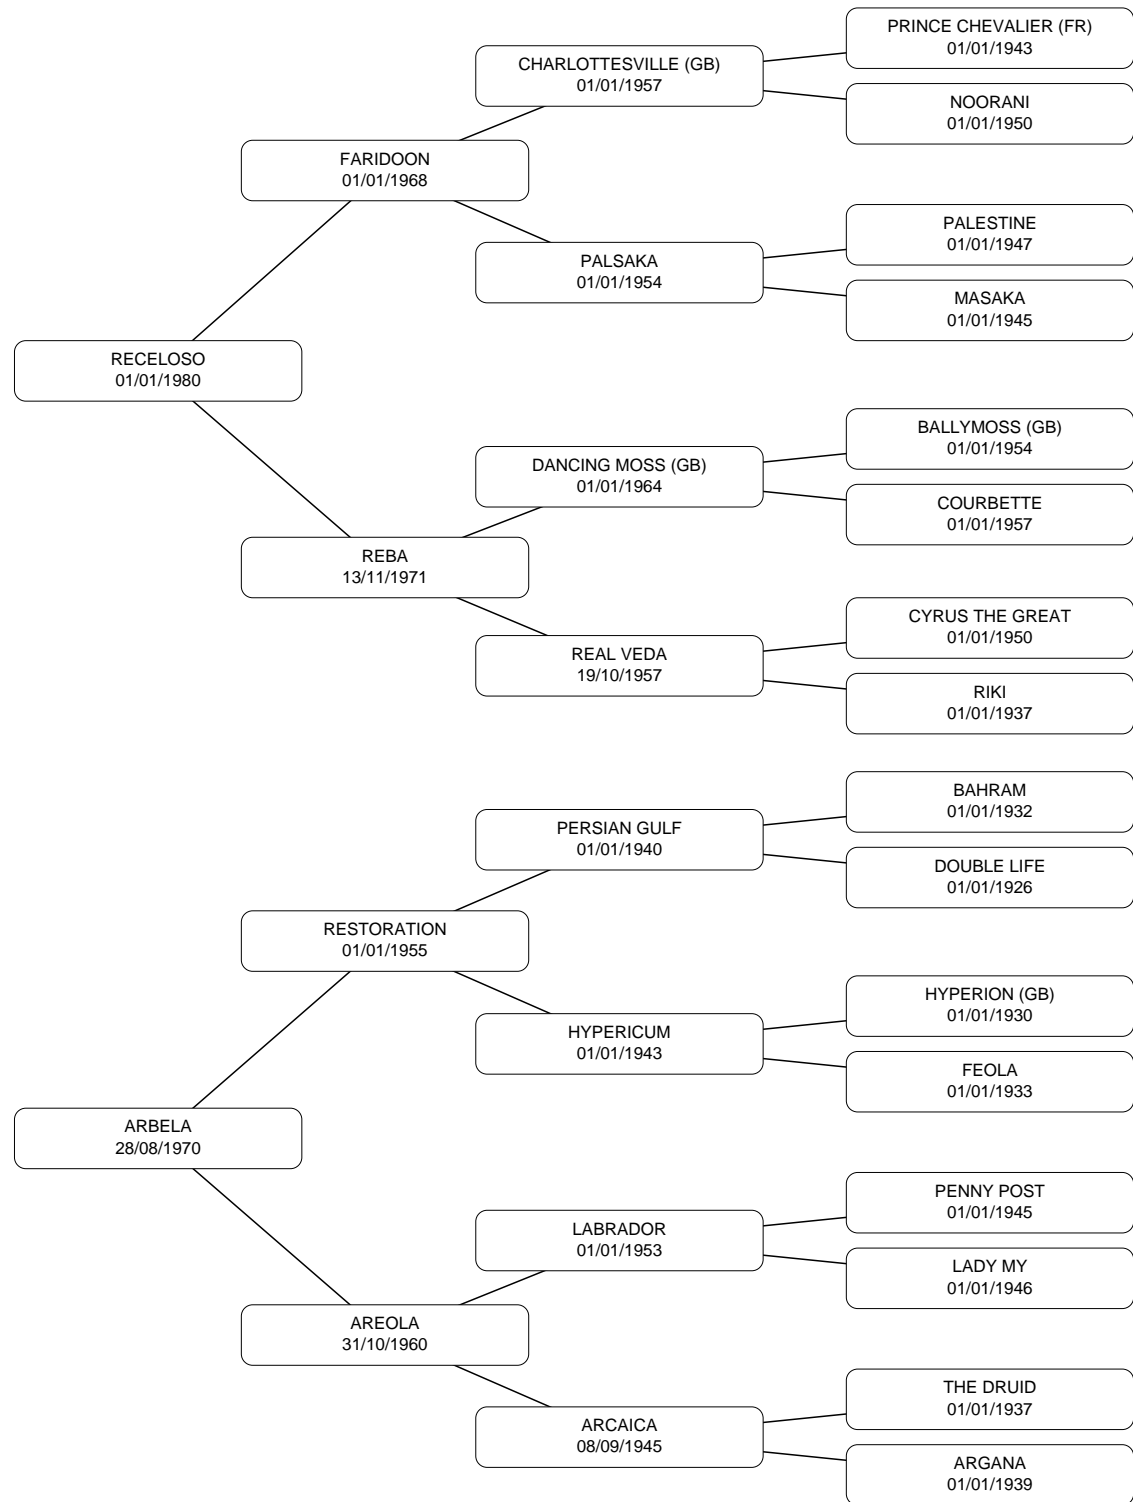 PRINCE CHEVALIER (FR)
01/01/1943
CHARLOTTESVILLE (GB)
01/01/1957
NOORANI
01/01/1950
FARIDOON
01/01/1968
PALESTINE
01/01/1947
PALSAKA
01/01/1954
MASAKA
01/01/1945
RECELOSO
01/01/1980
BALLYMOSS (GB)
01/01/1954
DANCING MOSS (GB)
01/01/1964
COURBETTE
01/01/1957
REBA
13/11/1971
CYRUS THE GREAT
01/01/1950
REAL VEDA
19/10/1957
RIKI
01/01/1937
BAHRAM
01/01/1932
PERSIAN GULF
01/01/1940
DOUBLE LIFE
01/01/1926
RESTORATION
01/01/1955
HYPERION (GB)
01/01/1930
HYPERICUM
01/01/1943
FEOLA
01/01/1933
ARBELA
28/08/1970
PENNY POST
01/01/1945
LABRADOR
01/01/1953
LADY MY
01/01/1946
AREOLA
31/10/1960
THE DRUID
01/01/1937
ARCAICA
08/09/1945
ARGANA
01/01/1939